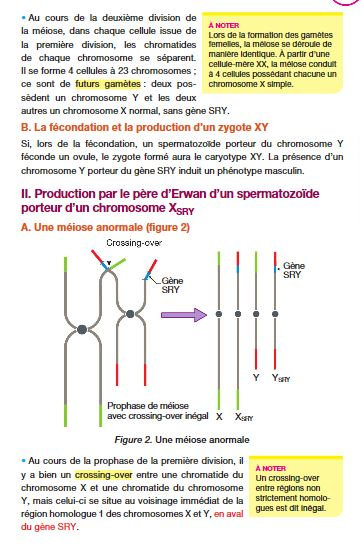 • Au cours de la deuxième division de
la méiose, dans chaque cellule issue de
la première division, les chromatides
de chaque chromosome se séparent.
Il se forme 4 cellules à 23 chromosomes ;
ce sont de futurs gamètes : deux pos-
sèdent un chromosome Y et les deux
autres un chromosome X normal, sans gène SRY.
À NOTER
Lors de la formation des gamètes
femelles, la méiose se déroule de
manière identique. À partir d'une
cellule-mère XX, la méiose conduit
à 4 cellules possédant chacune un
chromosome X simple.
B. La fécondation et la production d'un zygote XY
Si, lors de la fécondation, un spermatozoïde porteur du chromosome Y
féconde un ovule, le zygote formé aura le caryotype XY. La présence d'un
chromosome Y porteur du gène SRY induit un phénotype masculin.
II. Production par le père d'Erwan d'un spermatozoïde
porteur d'un chromosome XSRY
A. Une méiose anormale (figure 2)
Crossing-over
Gène
SRY
Gène
SRY
Y YSRY
Prophase de méiose
avec crossing-over inégal
X XSRY
Figure 2. Une méiose anormale
• Au cours de la prophase de la première division, il
y a bien un crossing-over entre une chromatide du
chromosome X et une chromatide du chromosome
Y, mais celui-ci se situe au voisinage immédiat de la
région homologue 1 des chromosomes X et Y, en aval
du gène SRY.
À NOTER
Un crossing-over
entre régions non
strictement homolo-
gues est dit inégal.